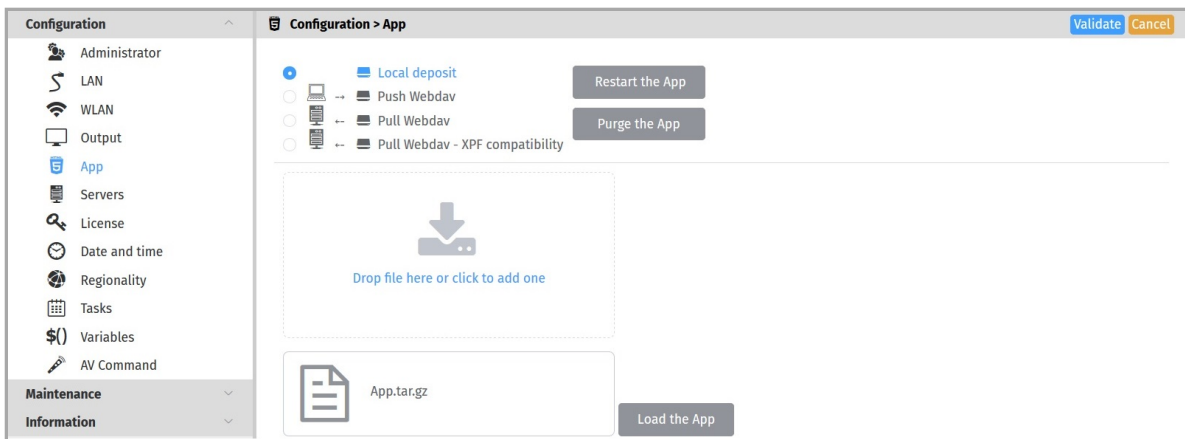 Configuration
Administrator
LAN
WLAN
Output
App
Servers
License
Date and time
Regionality
Tasks
$() Variables
AV Command
Maintenance
Information
Configuration > App
Validate Cancel
Local deposit
Push Webdav
Pull Webdav
Pull Webdav - XPF compatibility
Restart the App
Purge the App
Drop file here or click to add one
App.tar.gz
Load the App